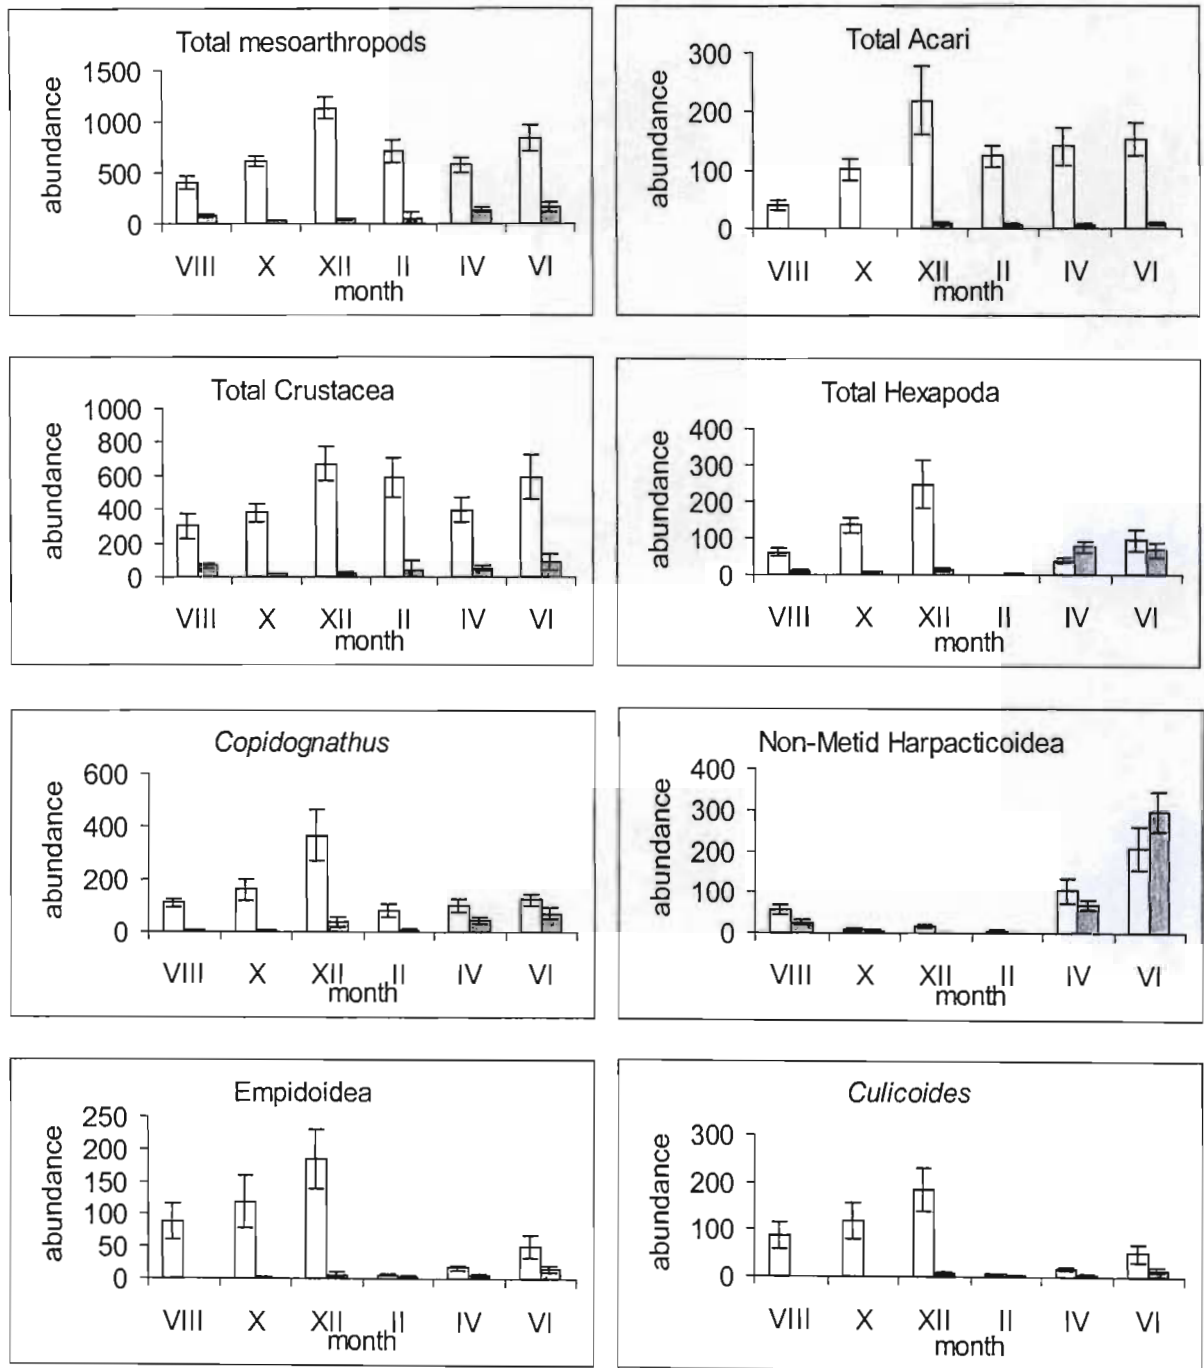 Total mesoarthropods
abundance
1500
1000
500
0
VIII X XII II IV VI
month
Total Acari
abundance
300
200
100
0
VIII X XII II IV VI
month
Total Crustacea
abundance
1000
800
600
400
200
0
VIII X XII II IV VI
month
Total Hexapoda
abundance
400
300
200
100
0
VIII X XII II IV VI
month
Copidognathus
abundance
600
400
200
0
VIII X XII II IV VI
month
Non-Metid Harpacticoidea
abundance
400
300
200
100
0
VIII X XII II IV VI
month
Empidoidea
abundance
250
200
150
100
50
0
VIII X XII II IV VI
month
Culicoides
abundance
300
200
100
0
VIII X XII II IV VI
month